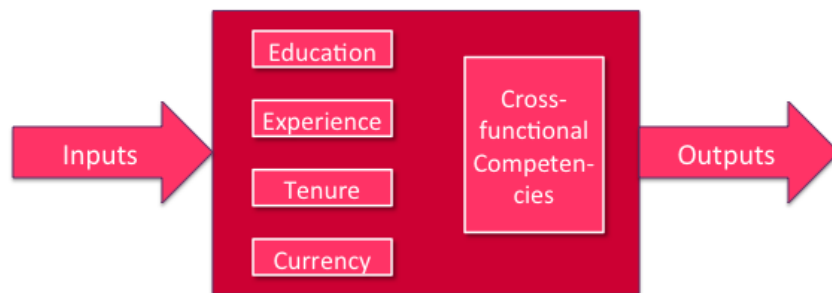 Inputs
Education
Experience
Tenure
Currency
Cross-
functional
Competen-
cies
Outputs